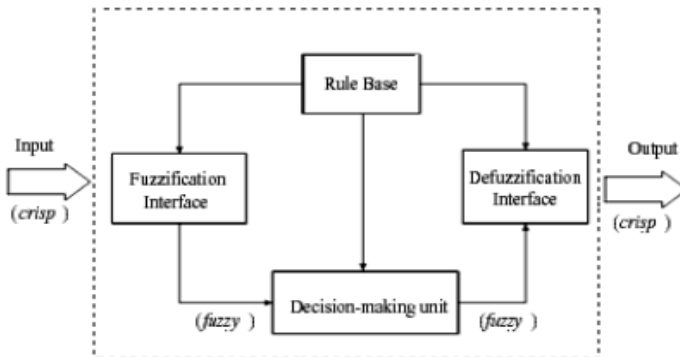 Rule Base
Input
(crisp )
Fuzzification
Interface
Defuzzification
Interface
Output
(crisp )
Decision-making unit
(fuzzy )
(fuzzy )